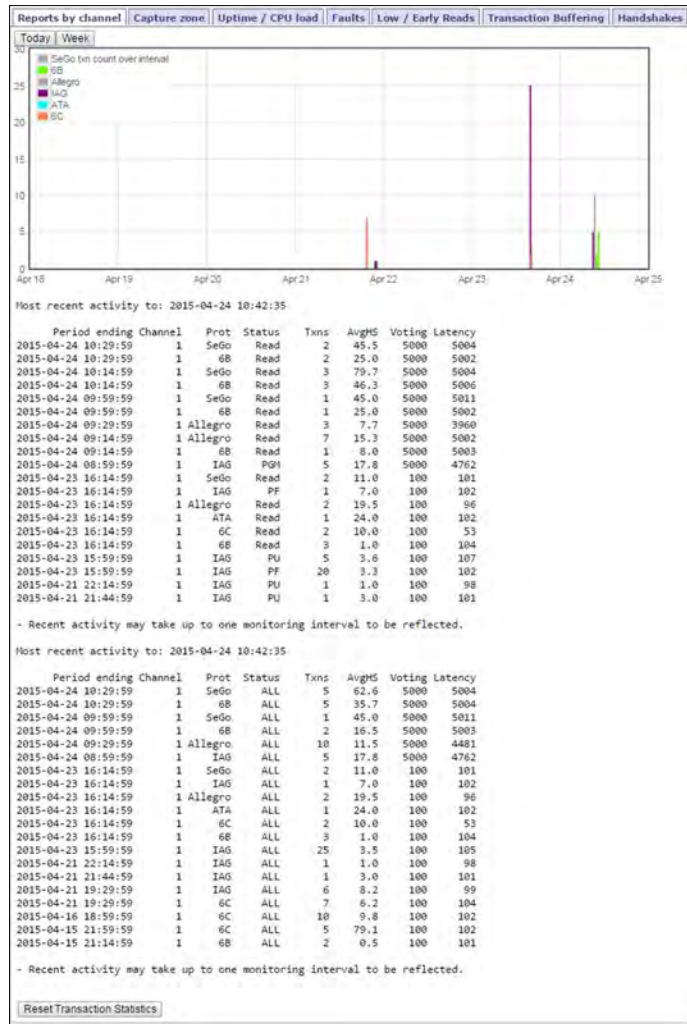 Reports by channel Capture zone Uptime / CPU load Faults Low / Early Reads Transaction Buffering Handshakes
Today Week
30
25
20
15
10
5
0
SeGo txn count over interval
6B
Allegro
IAG
ATA
6C
Apr 18 Apr 19 Apr 20 Apr 21 Apr 22 Apr 23 Apr 24 Apr 25
Most recent activity to: 2015-04-24 10:42:35
Period ending Channel Prot Status Txns AvgHS Voting Latency
2015-04-24 10:29:59 1 SeGo Read 2 45.5 5000 5004
2015-04-24 10:29:59 1 6B Read 2 25.0 5000 5002
2015-04-24 10:14:59 1 SeGo Read 3 79.7 5000 5004
2015-04-24 10:14:59 1 6B Read 3 46.3 5000 5006
2015-04-24 09:59:59 1 SeGo Read 1 45.0 5000 5011
2015-04-24 09:59:59 1 6B Read 1 25.0 5000 5002
2015-04-24 09:29:59 1 Allegro Read 3 7.7 5000 3960
2015-04-24 09:14:59 1 Allegro Read 7 15.3 5000 5002
2015-04-24 09:14:59 1 6B Read 1 8.0 5000 5003
2015-04-24 08:59:59 1 IAG PGM 5 17.8 5000 4762
2015-04-23 16:14:59 1 SeGo Read 2 11.0 100 101
2015-04-23 16:14:59 1 IAG PF 1 7.0 100 102
2015-04-23 16:14:59 1 Allegro Read 2 19.5 100 96
2015-04-23 16:14:59 1 ATA Read 1 24.0 100 102
2015-04-23 16:14:59 1 6C Read 2 10.0 100 53
2015-04-23 16:14:59 1 6B Read 3 1.0 100 104
2015-04-23 15:59:59 1 IAG PU 5 3.6 100 107
2015-04-23 15:59:59 1 IAG PF 20 3.3 100 102
2015-04-21 22:14:59 1 IAG PU 1 1.0 100 98
2015-04-21 21:44:59 1 IAG PU 1 3.0 100 101
- Recent activity may take up to one monitoring interval to be reflected.
Most recent activity to: 2015-04-24 10:42:35
Period ending Channel Prot Status Txns AvgHS Voting Latency
2015-04-24 10:29:59 1 SeGo ALL 5 62.6 5000 5004
2015-04-24 10:29:59 1 6B ALL 5 35.7 5000 5004
2015-04-24 09:59:59 1 SeGo ALL 1 45.0 5000 5011
2015-04-24 09:59:59 1 6B ALL 2 16.5 5000 5003
2015-04-24 09:29:59 1 Allegro ALL 10 11.5 5000 4481
2015-04-24 08:59:59 1 IAG ALL 5 17.8 5000 4762
2015-04-23 16:14:59 1 SeGo ALL 2 11.0 100 101
2015-04-23 16:14:59 1 IAG ALL 1 7.0 100 102
2015-04-23 16:14:59 1 Allegro ALL 2 19.5 100 96
2015-04-23 16:14:59 1 ATA ALL 1 24.0 100 102
2015-04-23 16:14:59 1 6C ALL 2 10.0 100 53
2015-04-23 16:14:59 1 6B ALL 3 1.0 100 104
2015-04-23 15:59:59 1 IAG ALL 25 3.5 100 105
2015-04-21 22:14:59 1 IAG ALL 1 1.0 100 98
2015-04-21 21:44:59 1 IAG ALL 1 3.0 100 101
2015-04-21 19:29:59 1 IAG ALL 6 8.2 100 99
2015-04-21 19:29:59 1 6C ALL 7 6.2 100 104
2015-04-16 18:59:59 1 6C ALL 10 9.8 100 102
2015-04-15 21:59:59 1 6C ALL 5 79.1 100 102
2015-04-15 21:14:59 1 6B ALL 2 0.5 100 101
- Recent activity may take up to one monitoring interval to be reflected.
Reset Transaction Statistics